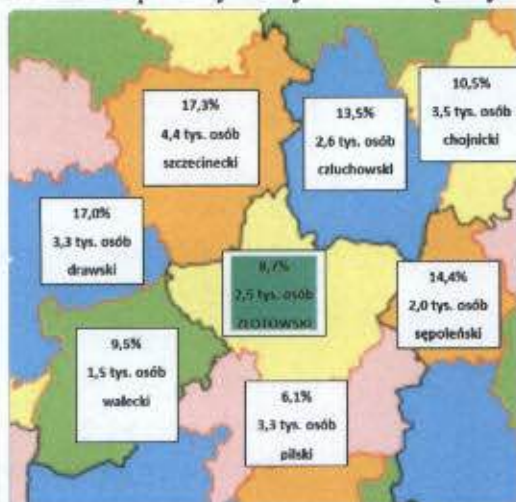 17,3%
4,4 tys. osób
szczecinecki
13,5%
2,6 tys. osób
człuchowski
10,5%
3,5 tys. osób
chojnicki
17,0%
3,3 tys. osób
drawski
8,7%
2,5 tys. osób
ZŁOTOWSKI
14,4%
2,0 tys. osób
sępoleński
9,5%
1,5 tys. osób
wałecki
6,1%
3,3 tys. osób
pilski